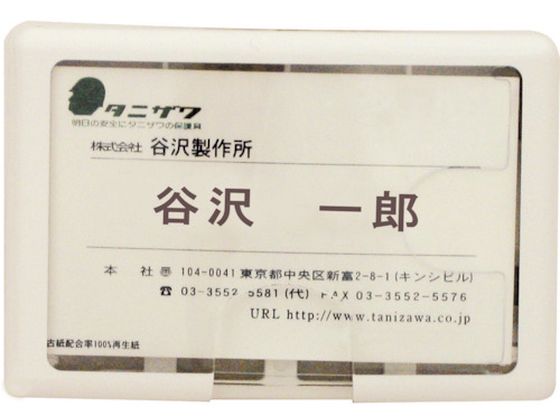 タニザワ
明日の安全にタニザワの保護具
株式会社 谷沢製作所
谷沢 一郎
本 社 番 104-0041 東京都中央区新富2-8-1(キンシビル)
☎ 03-3552 5581(代) FAX 03-3552-5576
URL http://www.tanizawa.co.jp
古紙配合率100%再生紙